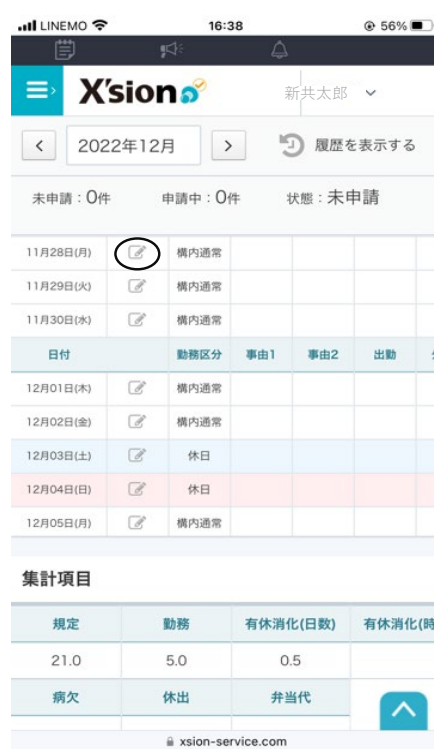 LINEMO 16:38 56%
X'sion 新共太郎
2022年12月 履歴を表示する
未申請：0件 申請中：0件 状態：未申請
11月28日(月) 構内通常
11月29日(火) 構内通常
11月30日(水) 構内通常
日付 勤務区分 事由1 事由2 出勤
12月01日(木) 構内通常
12月02日(金) 構内通常
12月03日(土) 休日
12月04日(日) 休日
12月05日(月) 構内通常
集計項目
規定 勤務 有休消化(日数) 有休消化(時
21.0 5.0 0.5
病欠 休出 弁当代
xsion-service.com